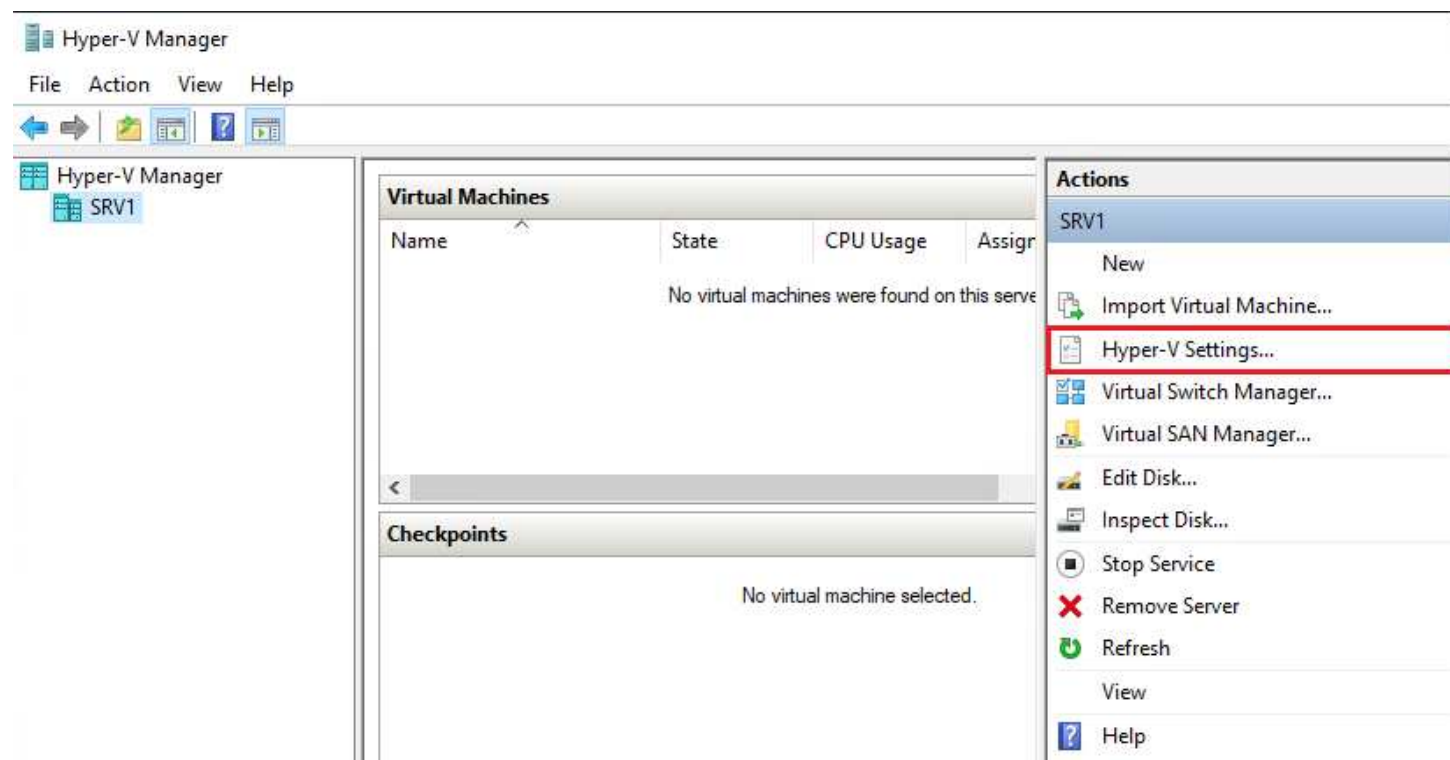 Hyper-V Manager
File Action View Help
Hyper-V Manager
SRV1
Virtual Machines
Name State CPU Usage Assign
No virtual machines were found on this serve
Checkpoints
No virtual machine selected.
Actions
SRV1
New
Import Virtual Machine...
Hyper-V Settings...
Virtual Switch Manager...
Virtual SAN Manager...
Edit Disk...
Inspect Disk...
Stop Service
Remove Server
Refresh
View
Help